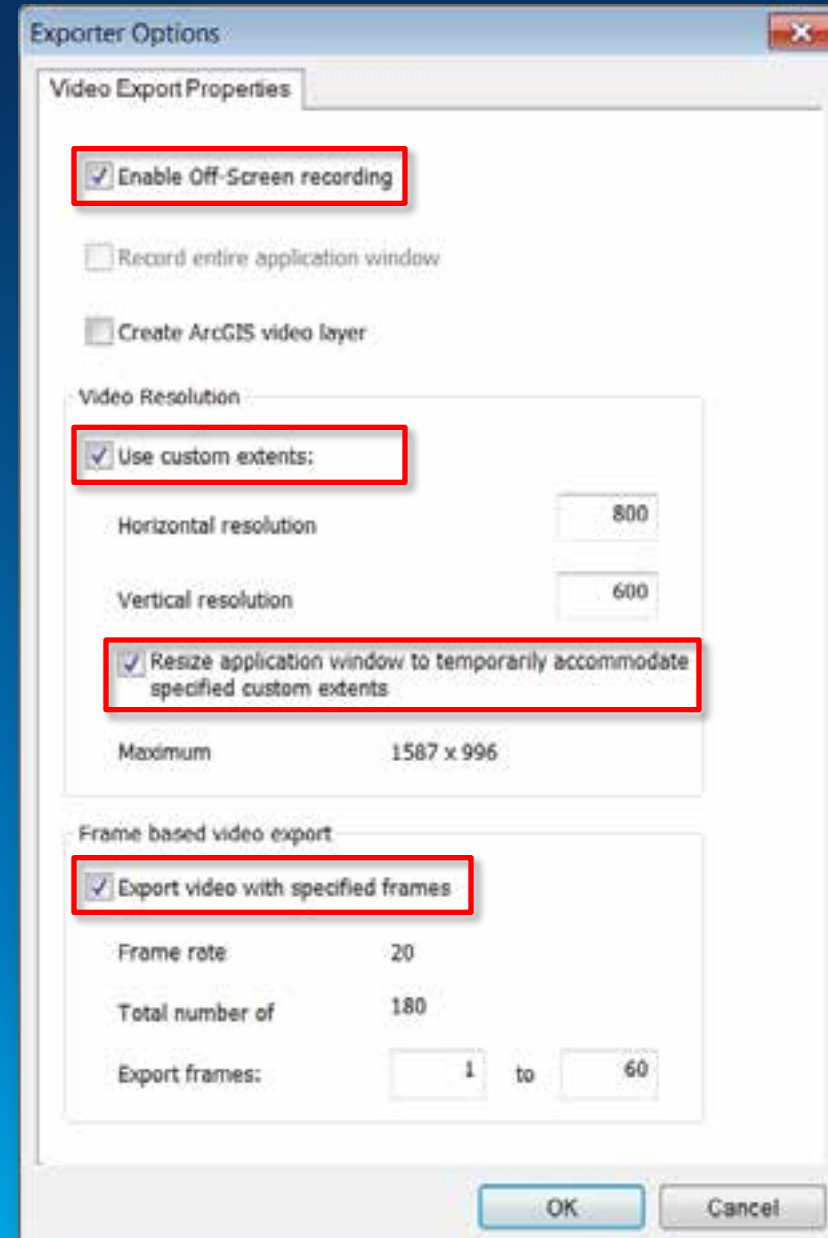 Exporter Options
Video Export Properties
Enable Off-Screen recording
Record entire application window
Create ArcGIS video layer
Video Resolution
Use custom extents:
Horizontal resolution 800
Vertical resolution 600
Resize application window to temporarily accommodate
specified custom extents
Maximum 1587 x 996
Frame based video export
Export video with specified frames
Frame rate 20
Total number of 180
Export frames: 1 to 60
OK Cancel